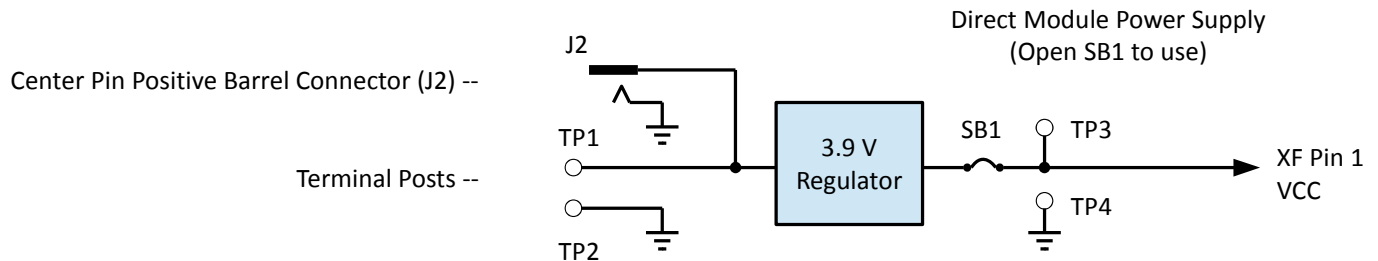 Direct Module Power Supply
(Open SB1 to use)
J2
Center Pin Positive Barrel Connector (J2) --
TP1
Terminal Posts --
TP2
3.9 V
Regulator
SB1
TP3
TP4
XF Pin 1
VCC